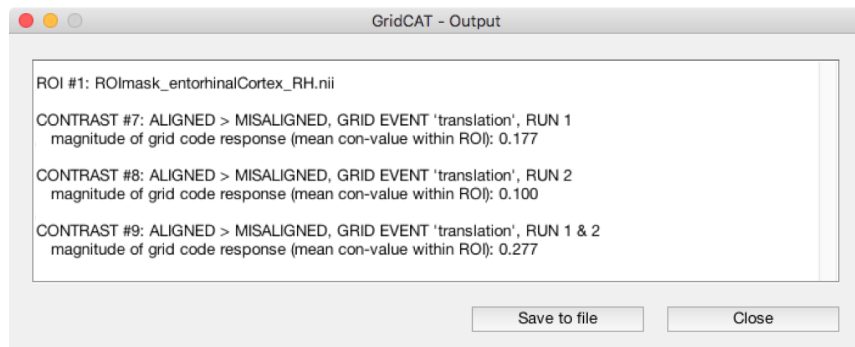 GridCAT - Output
ROI #1: ROImask_entorhinalCortex_RH.nii
CONTRAST #7: ALIGNED > MISALIGNED, GRID EVENT 'translation', RUN 1
magnitude of grid code response (mean con-value within ROI): 0.177
CONTRAST #8: ALIGNED > MISALIGNED, GRID EVENT 'translation', RUN 2
magnitude of grid code response (mean con-value within ROI): 0.100
CONTRAST #9: ALIGNED > MISALIGNED, GRID EVENT 'translation', RUN 1 & 2
magnitude of grid code response (mean con-value within ROI): 0.277
Save to file
Close